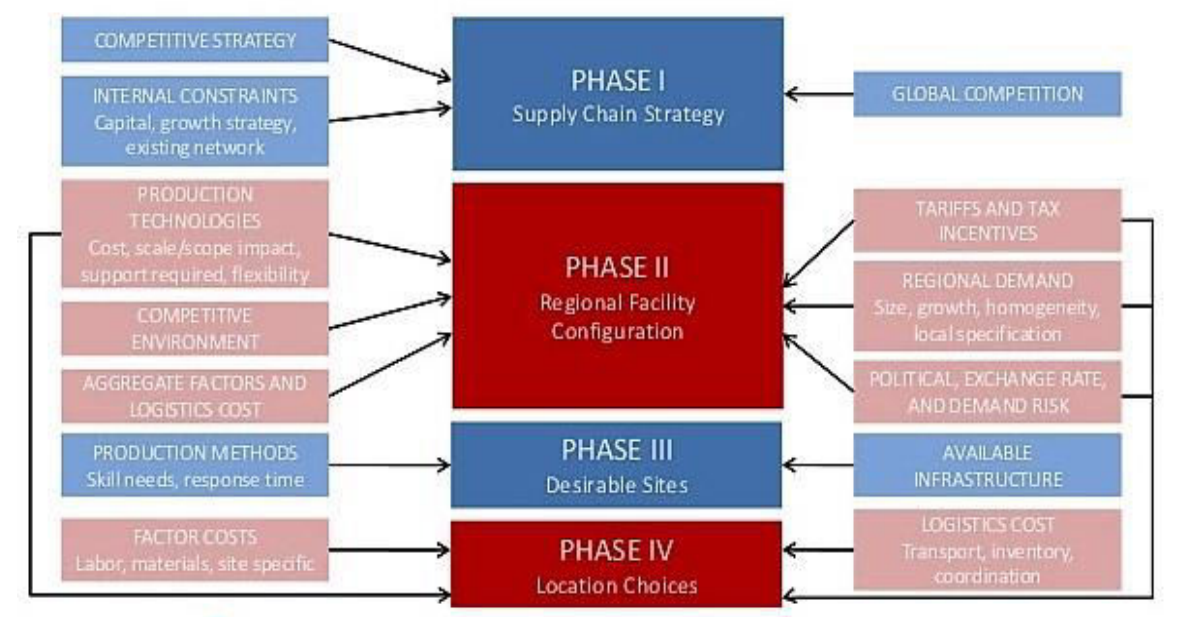 COMPETITIVE STRATEGY
INTERNAL CONSTRAINTS
Capital, growth strategy,
existing network
PRODUCTION
TECHNOLOGIES
Cost, scale/scope impact,
support required, flexibility
COMPETITIVE
ENVIRONMENT
AGGREGATE FACTORS AND
LOGISTICS COST
PRODUCTION METHODS
Skill needs, response time
FACTOR COSTS
Labor, materials, site specific
PHASE I
Supply Chain Strategy
PHASE II
Regional Facility
Configuration
PHASE III
Desirable Sites
PHASE IV
Location Choices
GLOBAL COMPETITION
TARIFFS AND TAX
INCENTIVES
REGIONAL DEMAND
Size, growth, homogeneity,
local specification
POLITICAL, EXCHANGE RATE,
AND DEMAND RISK
AVAILABLE
INFRASTRUCTURE
LOGISTICS COST
Transport, inventory,
coordination